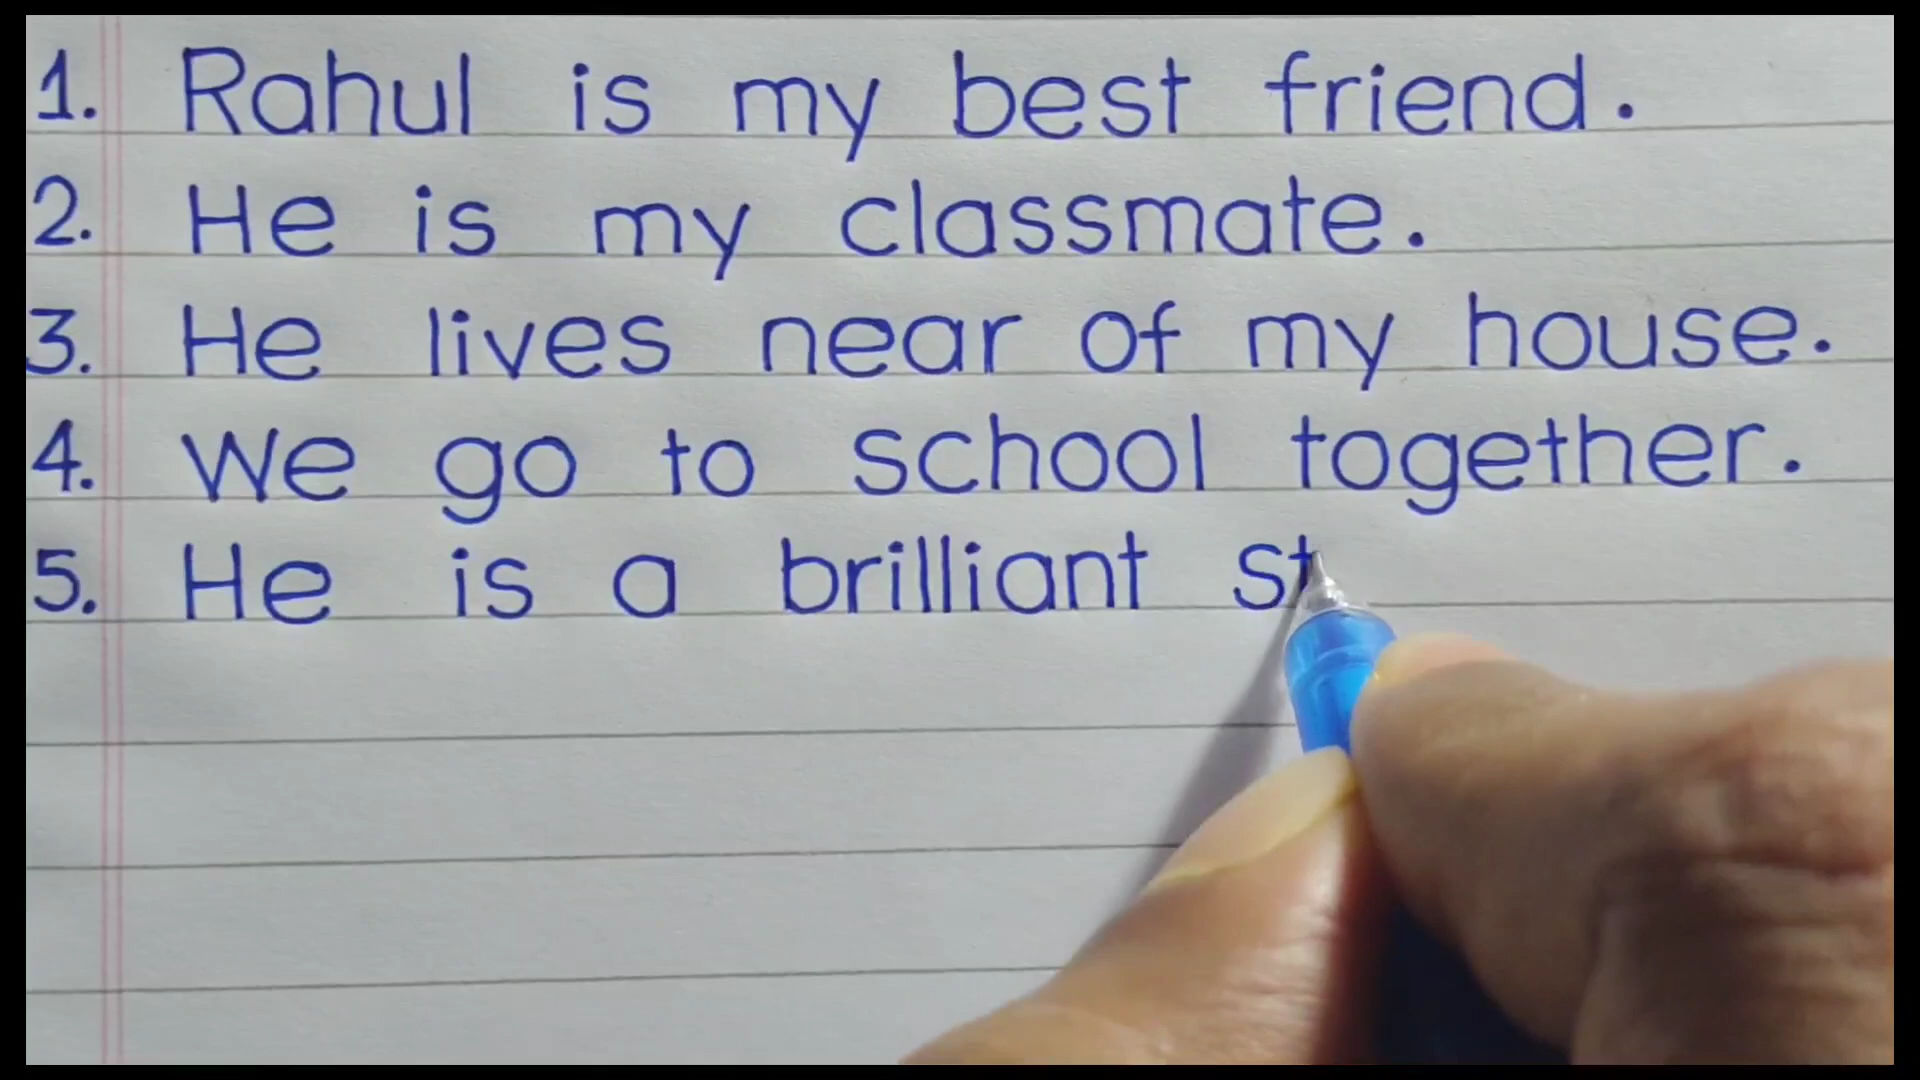 1. Rahul is my best friend.
2. He is my classmate.
3. He lives near of my house.
4. We go to school together.
5. He is a brilliant st